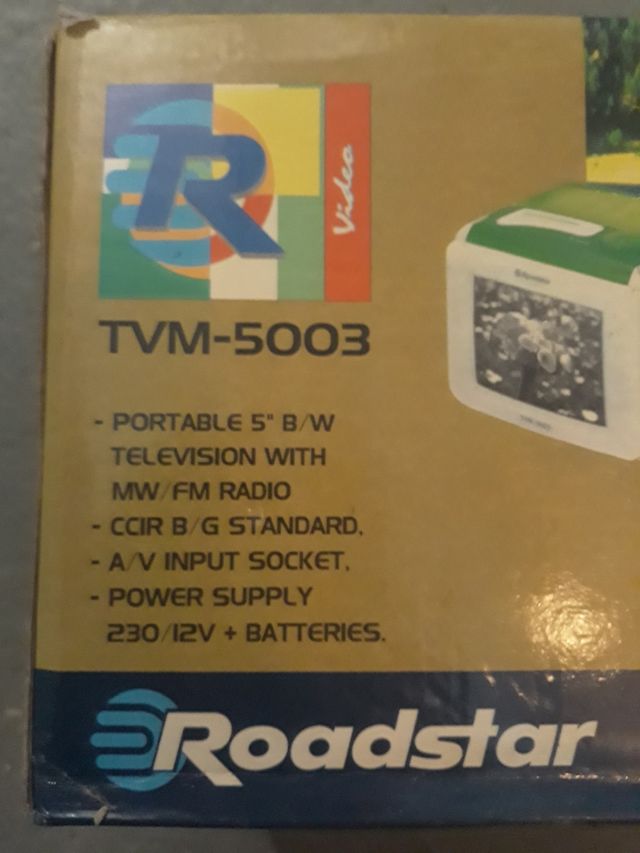 TR
Video
TVM-5003
- PORTABLE 5" B/W
TELEVISION WITH
MW/FM RADIO
- CCIR B/G STANDARD,
- A/V INPUT SOCKET,
- POWER SUPPLY
230/12V + BATTERIES.
Roadstar